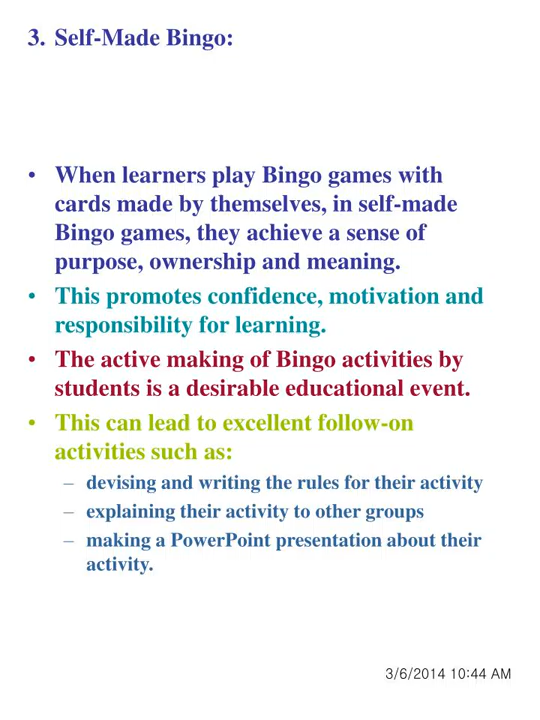 3. Self-Made Bingo:
• When learners play Bingo games with
cards made by themselves, in self-made
Bingo games, they achieve a sense of
purpose, ownership and meaning.
• This promotes confidence, motivation and
responsibility for learning.
• The active making of Bingo activities by
students is a desirable educational event.
• This can lead to excellent follow-on
activities such as:
– devising and writing the rules for their activity
– explaining their activity to other groups
– making a PowerPoint presentation about their
activity.
3/6/2014 10:44 AM